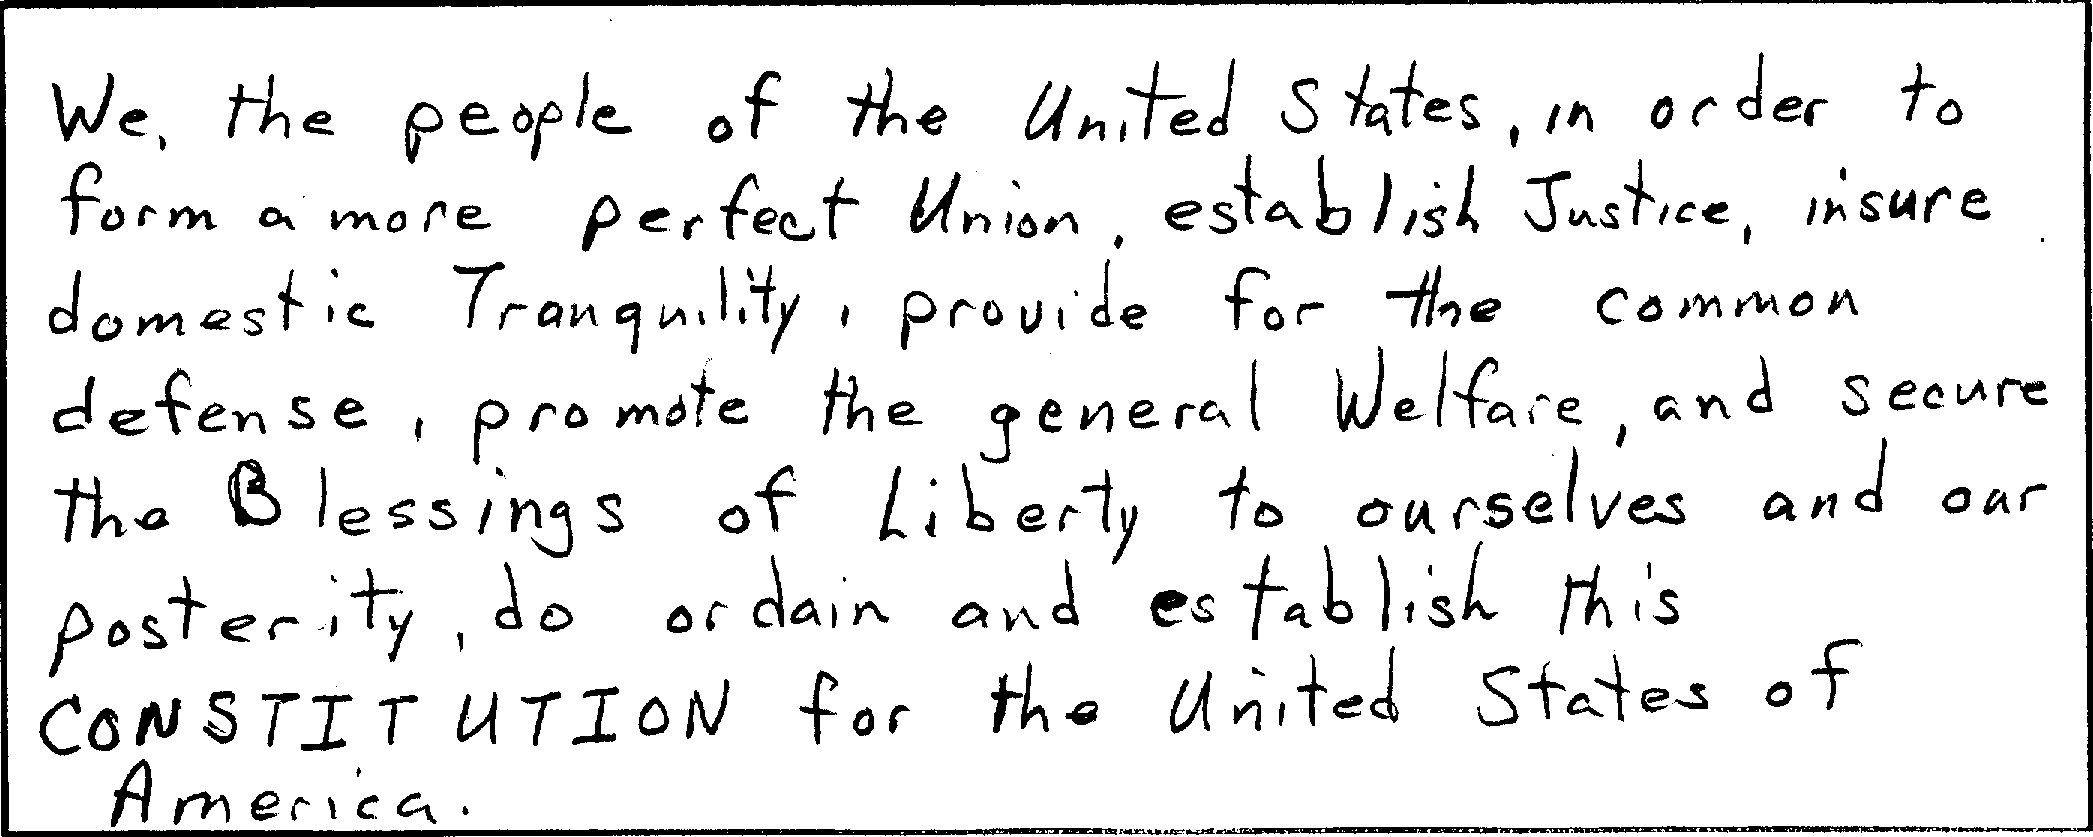 We, the people of the United States, in order to
form a more perfect Union, establish Justice, insure
domestic Tranquility, provide for the common
defense, promote the general Welfare, and secure
the Blessings of Liberty to ourselves and our
posterity, do ordain and establish this
CONSTITUTION for the United States of
America.